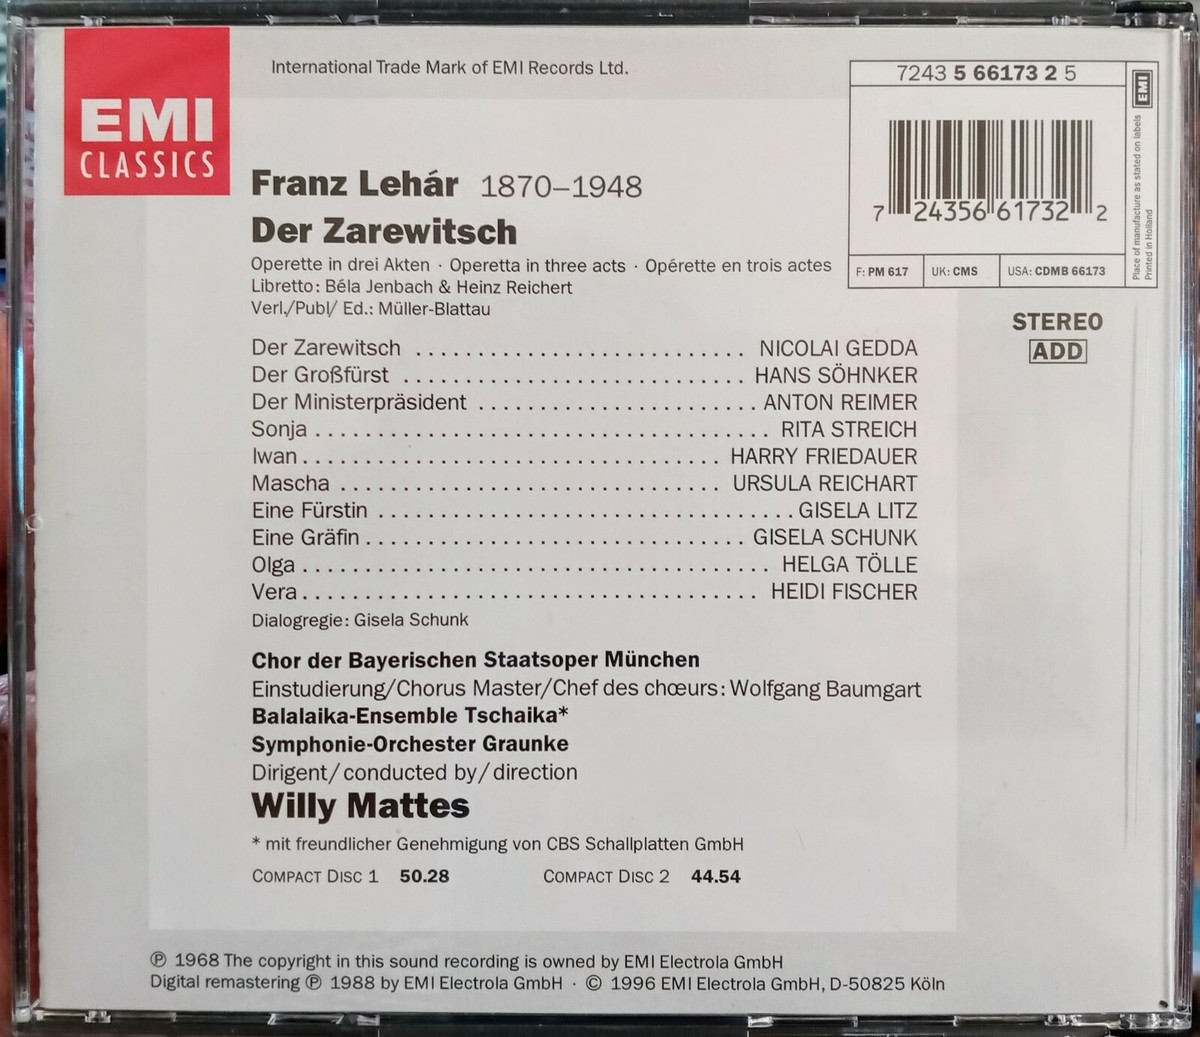 International Trade Mark of EMI Records Ltd.
EMI
CLASSICS
7243 5 66173 2 5
EMI
7 24356 61732 2
Place of manufacture as stated on labels
Printed in Holland
F: PM 617
UK: CMS
USA: CDMB 66173
STEREO
ADD
Franz Lehár 1870–1948
Der Zarewitsch
Operette in drei Akten · Operetta in three acts · Opérette en trois actes
Libretto: Béla Jenbach & Heinz Reichert
Verl./Publ/ Ed.: Müller-Blattau
Der Zarewitsch ........................... NICOLAI GEDDA
Der Großfürst ............................ HANS SÖHNKER
Der Ministerpräsident ....................... ANTON REIMER
Sonja ..................................... RITA STREICH
Iwan .................................. HARRY FRIEDAUER
Mascha ............................... URSULA REICHART
Eine Fürstin .................................. GISELA LITZ
Eine Gräfin ............................... GISELA SCHUNK
Olga ...................................... HELGA TÖLLE
Vera ..................................... HEIDI FISCHER
Dialogregie: Gisela Schunk
Chor der Bayerischen Staatsoper München
Einstudierung/Chorus Master/Chef des chœurs: Wolfgang Baumgart
Balalaika-Ensemble Tschaika*
Symphonie-Orchester Graunke
Dirigent/conducted by/direction
Willy Mattes
* mit freundlicher Genehmigung von CBS Schallplatten GmbH
COMPACT DISC 1 50.28 COMPACT DISC 2 44.54
℗ 1968 The copyright in this sound recording is owned by EMI Electrola GmbH
Digital remastering ℗ 1988 by EMI Electrola GmbH · © 1996 EMI Electrola GmbH, D-50825 Köln